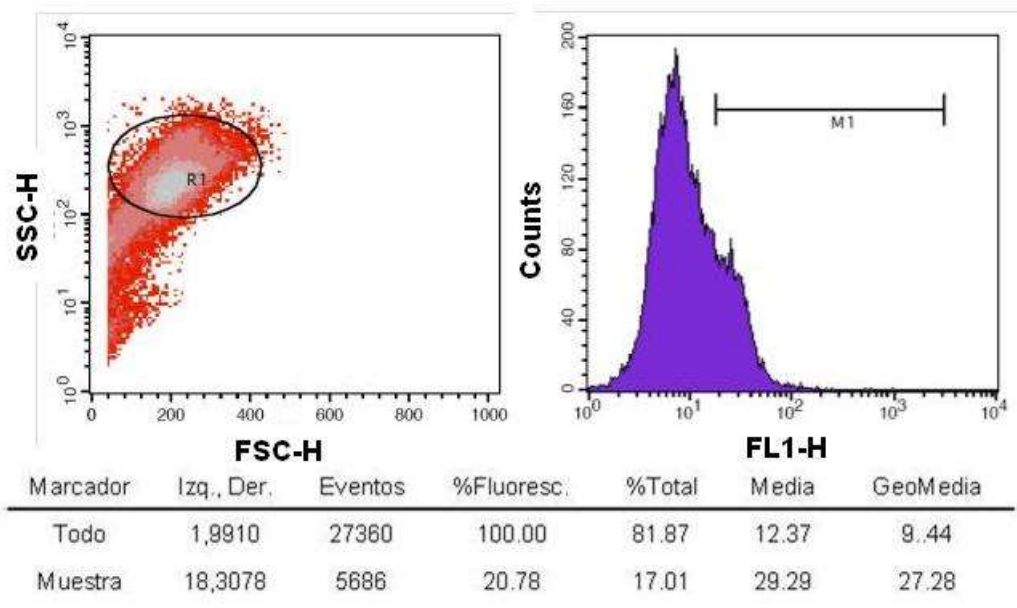 10^4
10^3
10^2
10^1
10^0
SSC-H
R1
0 200 400 600 800 1000
FSC-H
200
160
120
80
40
0
Counts
M1
10^0 10^1 10^2 10^3 10^4
FL1-H
Marcador Izq., Der. Eventos %Fluoresc. %Total Media GeoMedia
Todo 1,9910 27360 100.00 81.87 12.37 9..44
Muestra 18,3078 5686 20.78 17.01 29.29 27.28